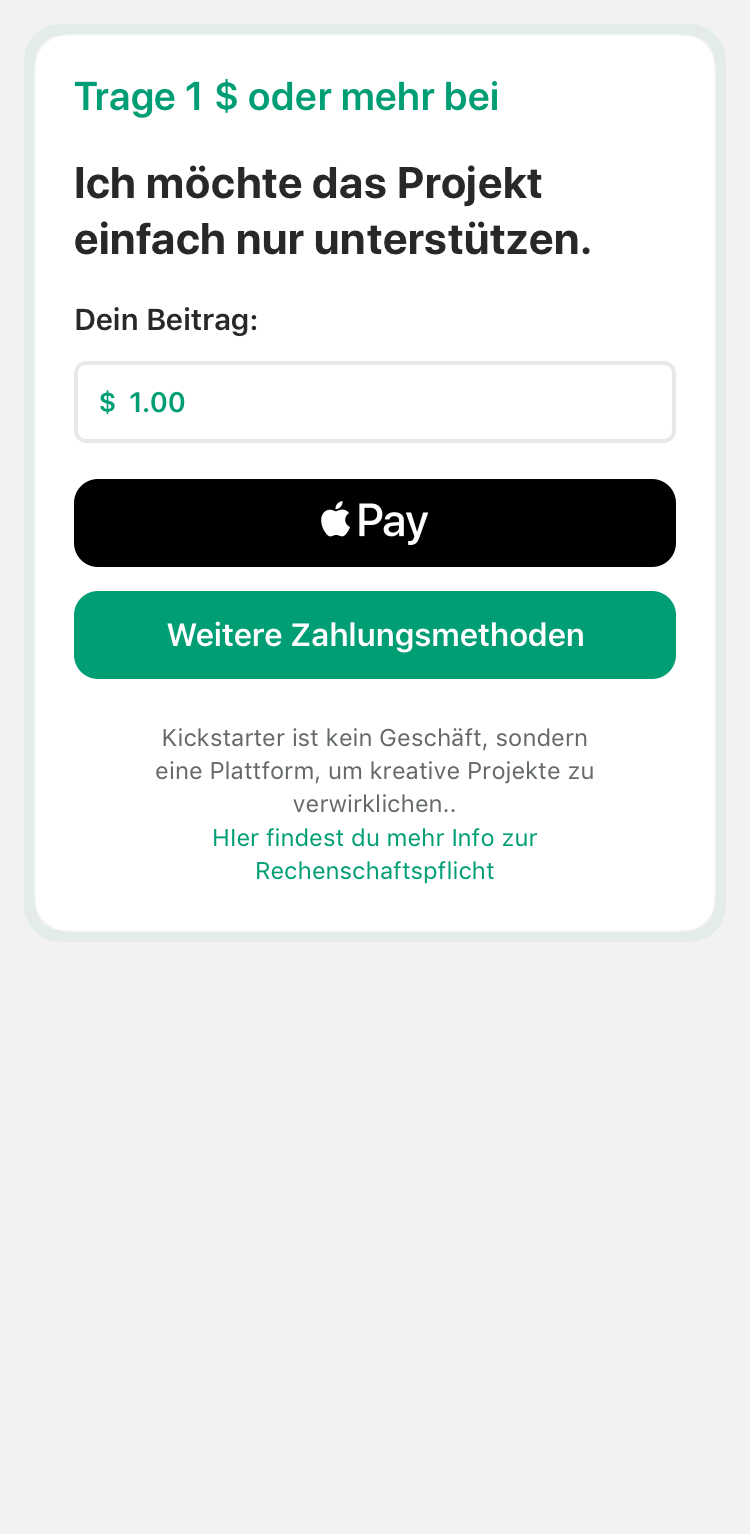 Trage 1 $ oder mehr bei
Ich möchte das Projekt
einfach nur unterstützen.
Dein Beitrag:
$ 1.00
Pay
Weitere Zahlungsmethoden
Kickstarter ist kein Geschäft, sondern
eine Plattform, um kreative Projekte zu
verwirklichen..
HIer findest du mehr Info zur
Rechenschaftspflicht